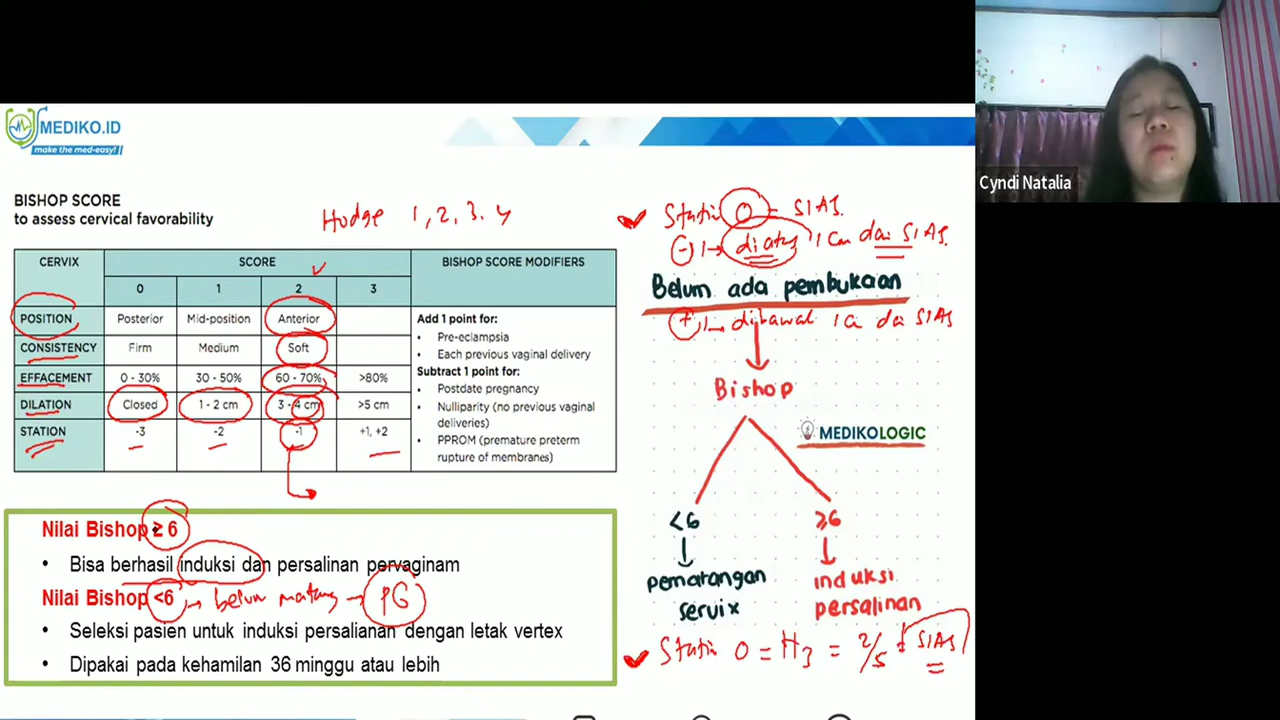 MEDIKO.ID
make the med-easy!
Cyndi Natalia
BISHOP SCORE
to assess cervical favorability
Hodge 1, 2, 3. 4
CERVIX SCORE BISHOP SCORE MODIFIERS
0 1 2 3
POSITION Posterior Mid-position Anterior
CONSISTENCY Firm Medium Soft
EFFACEMENT 0 - 30% 30 - 50% 60 - 70% >80%
DILATION Closed 1 - 2 cm 3 - 4 cm >5 cm
STATION -3 -2 -1 +1, +2
Add 1 point for:
• Pre-eclampsia
• Each previous vaginal delivery
Subtract 1 point for:
• Postdate pregnancy
• Nulliparity (no previous vaginal
deliveries)
• PPROM (premature preterm
rupture of membranes)
Nilai Bishop ≥ 6
• Bisa berhasil induksi dan persalinan pervaginam
Nilai Bishop <6 → belum matang → PG
• Seleksi pasien untuk induksi persalianan dengan letak vertex
• Dipakai pada kehamilan 36 minggu atau lebih
Station 0 = SIAS.
(-) 1 → diatas 1 cm dari SIAS.
Belum ada pembukaan
+ 1 → dibawah 1 cm dari SIAS
Bishop
MEDIKOLOGIC
<6 ≥6
pematangan
servix
induksi
persalinan
Station 0 = H3 = 2/5 SIAS